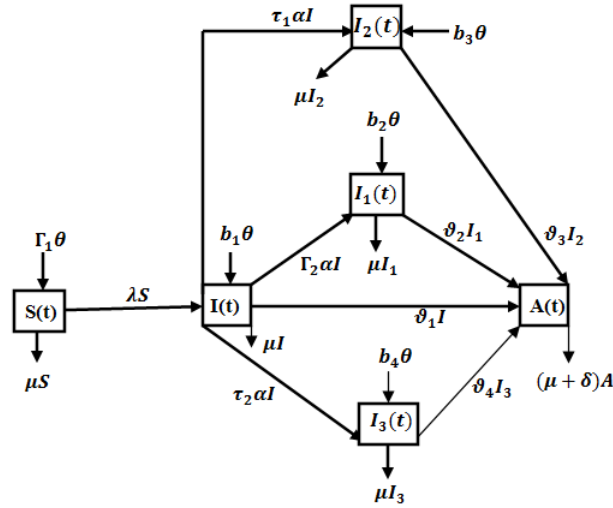 τ₁αI
I₂(t)
b₃θ
μI₂
b₂θ
I₁(t)
Γ₁θ
b₁θ
ϑ₂I₁
ϑ₃I₂
Γ₂αI
μI₁
S(t)
λS
I(t)
ϑ₁I
A(t)
μS
μI
b₄θ
τ₂αI
ϑ₄I₃
(μ + δ)A
I₃(t)
μI₃